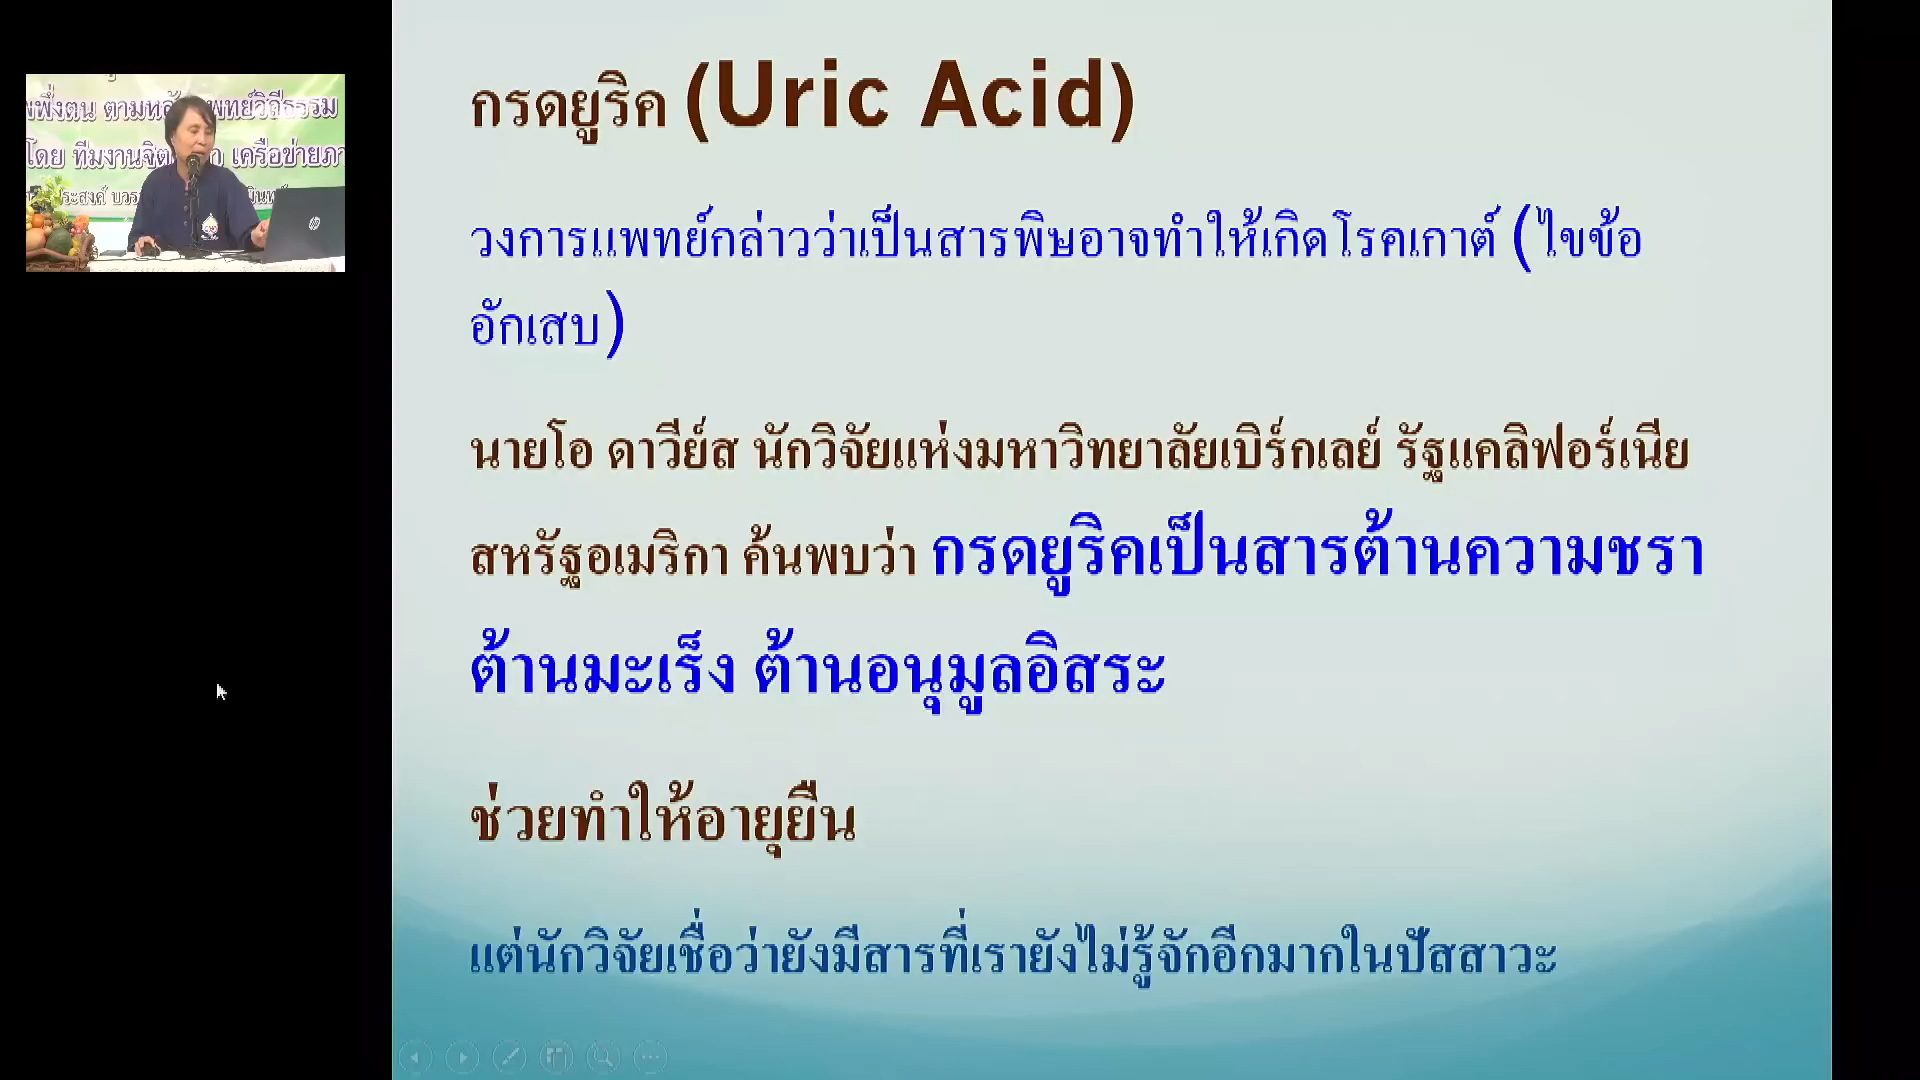 กรดยูริค (Uric Acid)
วงการแพทย์กล่าวว่าเป็นสารพิษอาจทำให้เกิดโรคเกาต์ (ไขข้อ
อักเสบ)
นายโอ ดาวีย์ส นักวิจัยแห่งมหาวิทยาลัยเบิร์กเลย์ รัฐแคลิฟอร์เนีย
สหรัฐอเมริกา ค้นพบว่า กรดยูริคเป็นสารต้านความชรา
ต้านมะเร็ง ต้านอนุมูลอิสระ
ช่วยทำให้อายุยืน
แต่นักวิจัยเชื่อว่ายังมีสารที่เรายังไม่รู้จักอีกมากในปัสสาวะ
พึ่งตน ตามหลั พทย์วิถีธรรม
โดย ทีมงานจิต เครือข่ายภา
ประสงค์ บวร
hp